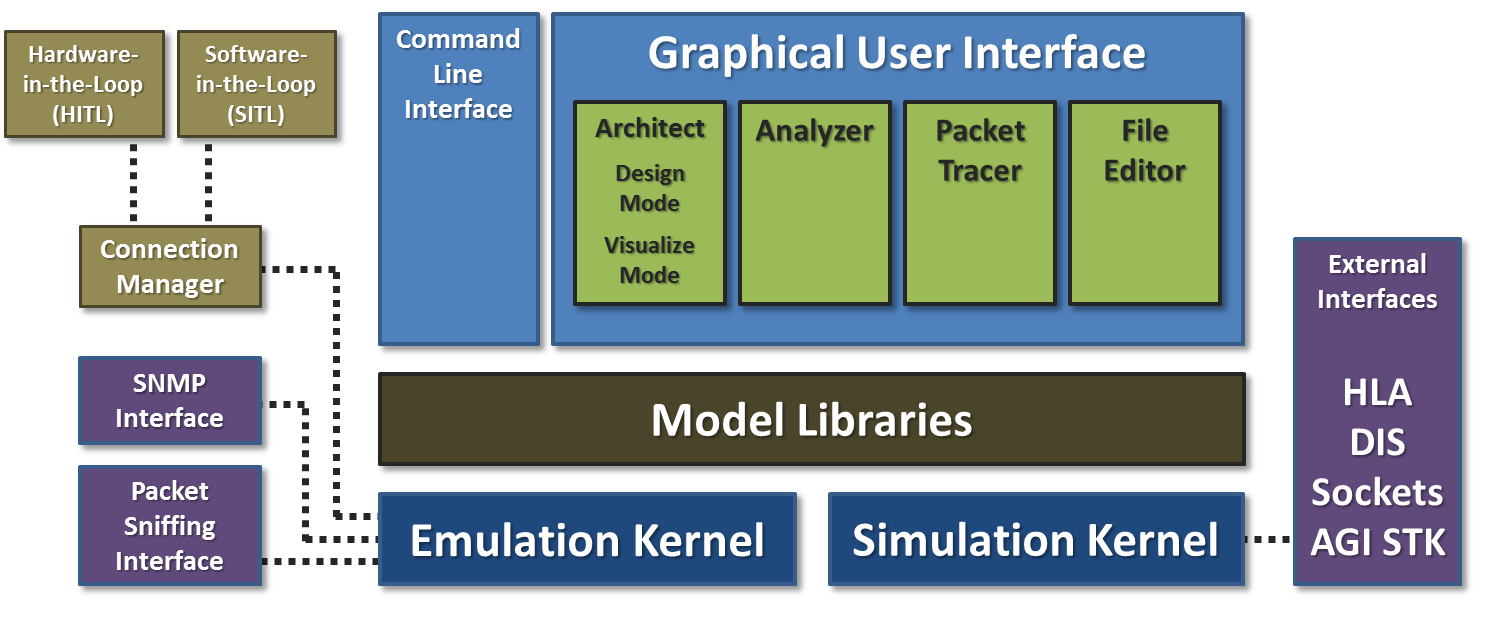 Hardware-
in-the-Loop
(HITL)
Software-
in-the-Loop
(SITL)
Connection
Manager
SNMP
Interface
Packet
Sniffing
Interface
Command
Line
Interface
Graphical User Interface
Architect
Design
Mode
Visualize
Mode
Analyzer
Packet
Tracer
File
Editor
Model Libraries
Emulation Kernel
Simulation Kernel
External
Interfaces
HLA
DIS
Sockets
AGI STK